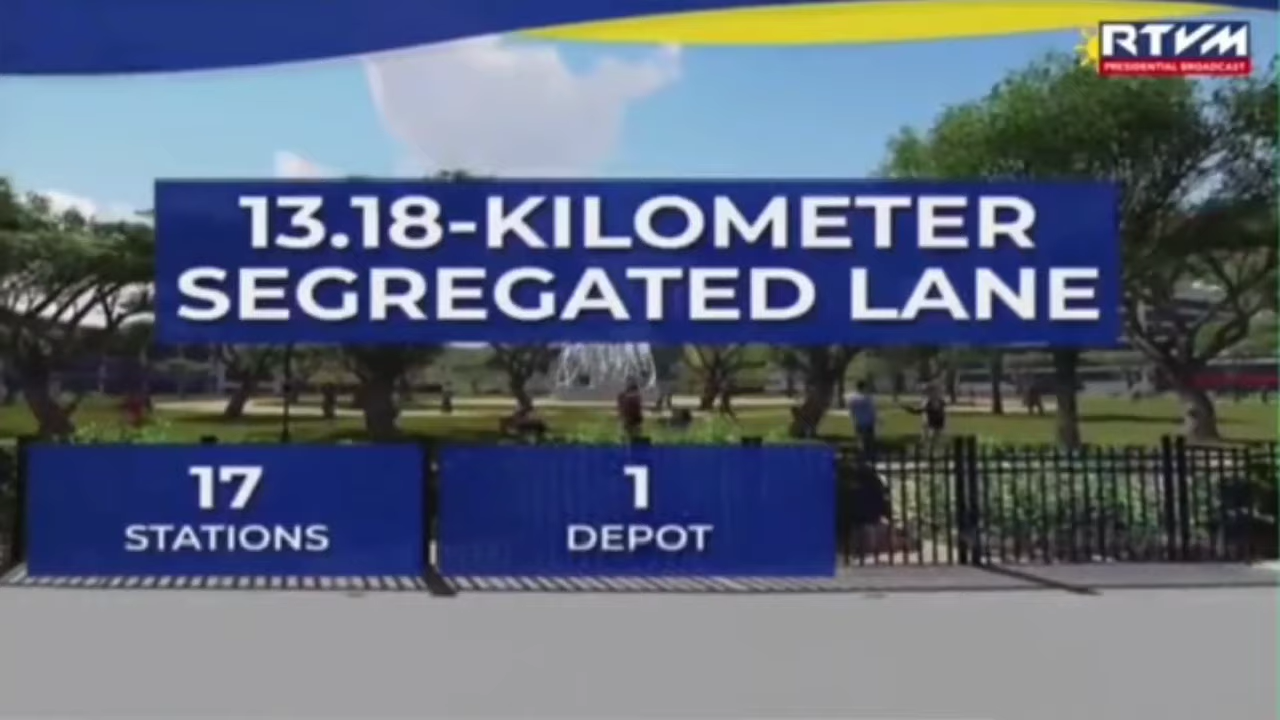 RTVM
PRESIDENTIAL BROADCAST
13.18-KILOMETER
SEGREGATED LANE
17
STATIONS
1
DEPOT